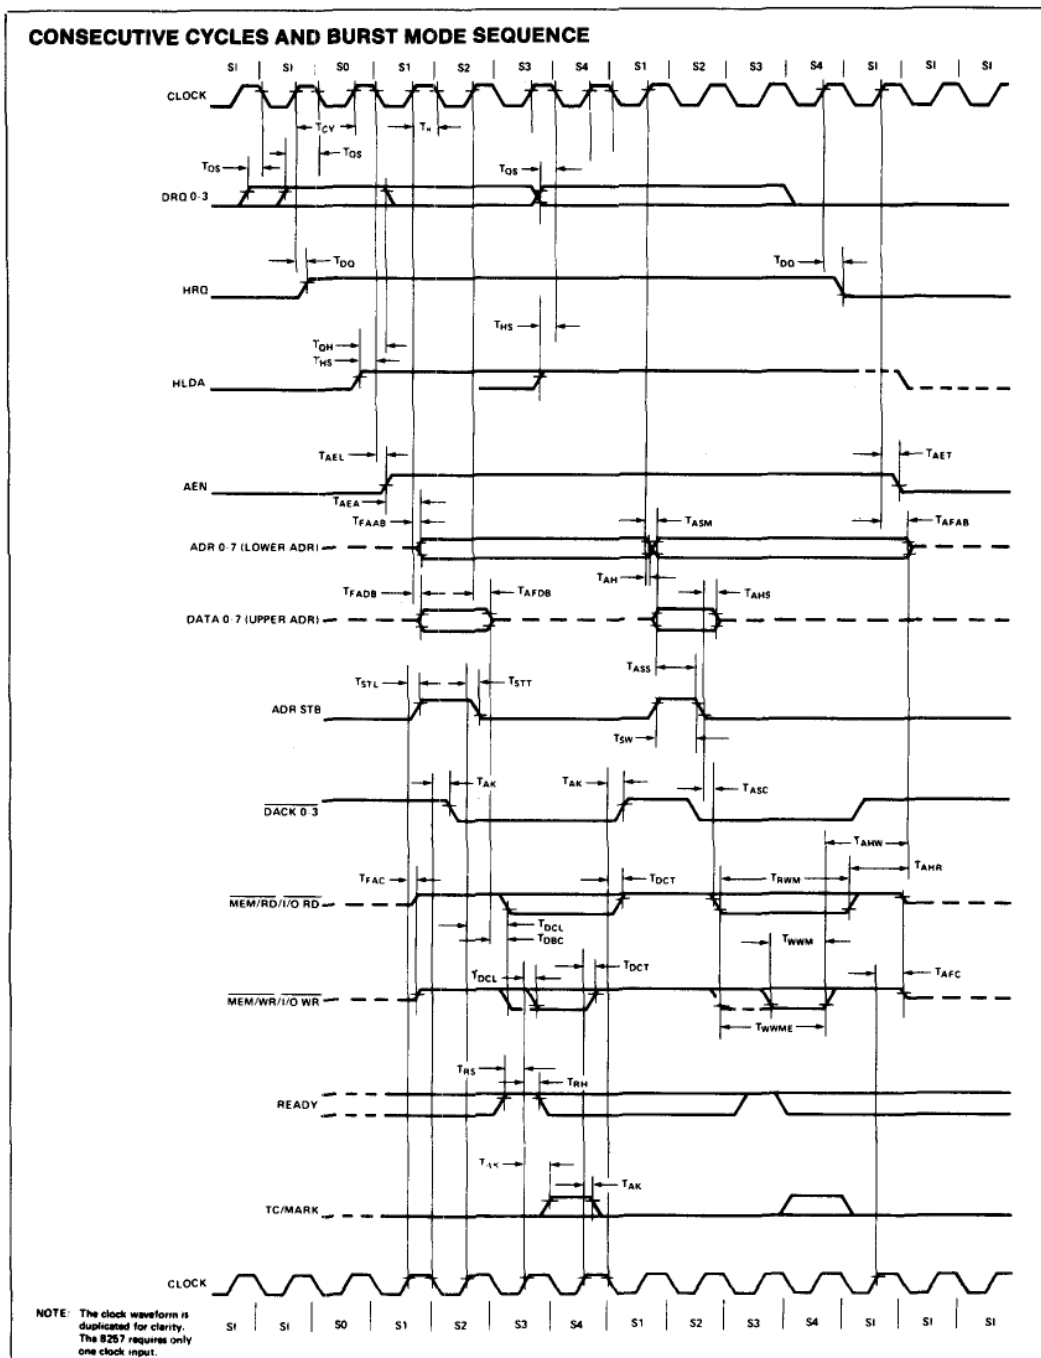 CONSECUTIVE CYCLES AND BURST MODE SEQUENCE
SI SI S0 S1 S2 S3 S4 S1 S2 S3 S4 SI SI SI
CLOCK
TCY
Tθ
TQS
TQS
TQS
DRQ 0-3
TDQ
TDQ
HRQ
THS
TQH
THS
HLDA
TAEL
TAET
AEN
TAEA
TFAAB
TASM
TAFAB
ADR 0-7 (LOWER ADR)
TAH
TFADB
TAFDB
TAHS
DATA 0-7 (UPPER ADR)
TASS
TSTL
TSTT
ADR STB
TSW
TAK
TAK
TASC
DACK 0-3
TAHW
TFAC
TDCT
TRWM
TAHR
MEM/RD/I/O RD
TDCL
TDBC
TWWM
TDCL
TDCT
TAFC
MEM/WR/I/O WR
TWWME
TRS
TRH
READY
TAK
TAK
TC/MARK
CLOCK
NOTE: The clock waveform is
duplicated for clarity.
The 8257 requires only
one clock input.
SI SI S0 S1 S2 S3 S4 S1 S2 S3 S4 SI SI SI